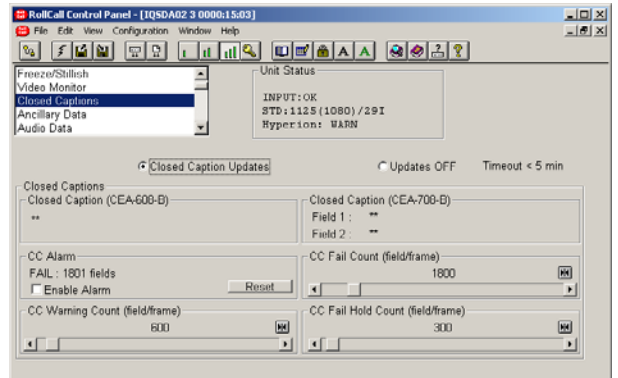 RollCall Control Panel - [IQSDA02 3 0000:15:03]
File Edit View Configuration Window Help
A A
Freeze/Stillish
Video Monitor
Closed Captions
Ancillary Data
Audio Data
Unit Status
INPUT:OK
STD:1125(1080)/29I
Hyperion: WARN
Closed Caption Updates
Updates OFF
Timeout < 5 min
Closed Captions
Closed Caption (CEA-608-B)
**
Closed Caption (CEA-708-B)
Field 1 : **
Field 2 : **
CC Alarm
FAIL : 1801 fields
Enable Alarm
Reset
CC Fail Count (field/frame)
1800
CC Warning Count (field/frame)
600
CC Fail Hold Count (field/frame)
300